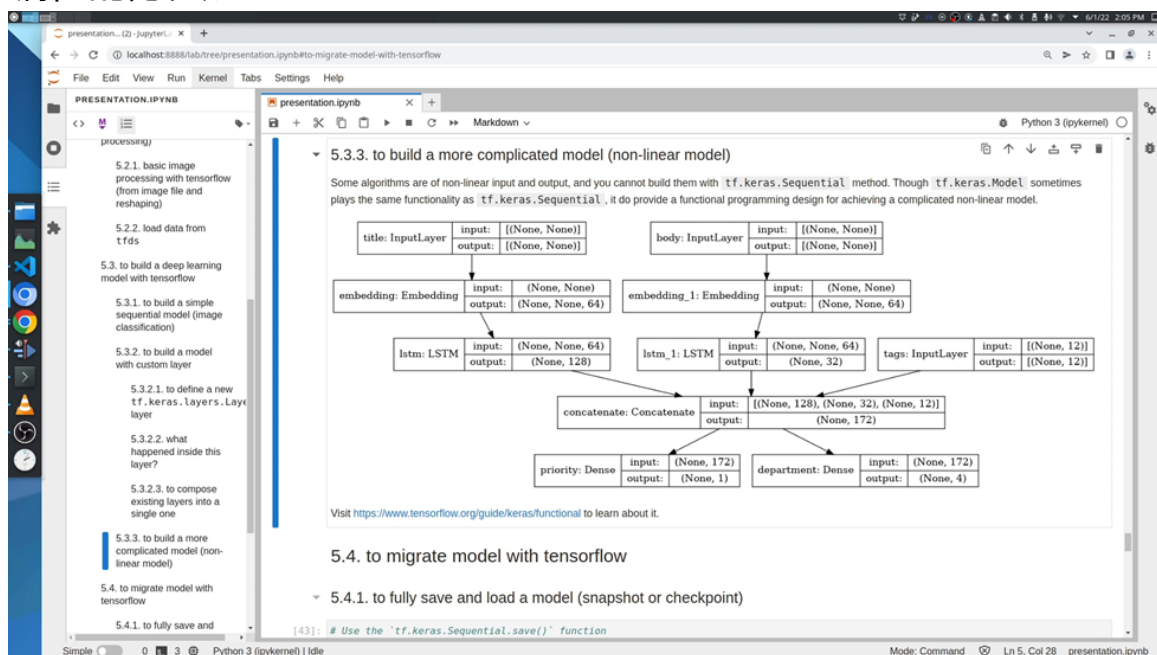 6/1/22 2:05 PM
presentation... (2) - JupyterL
localhost:8888/lab/tree/presentation.ipynb#to-migrate-model-with-tensorflow
File Edit View Run Kernel Tabs Settings Help
PRESENTATION.IPYNB
processing)
5.2.1. basic image
processing with tensorflow
(from image file and
reshaping)
5.2.2. load data from
tfds
5.3. to build a deep learning
model with tensorflow
5.3.1. to build a simple
sequential model (image
classification)
5.3.2. to build a model
with custom layer
5.3.2.1. to define a new
tf.keras.layers.Laye
layer
5.3.2.2. what
happened inside this
layer?
5.3.2.3. to compose
existing layers into a
single one
5.3.3. to build a more
complicated model (non-
linear model)
5.4. to migrate model with
tensorflow
5.4.1. to fully save and
presentation.ipynb
Markdown
Python 3 (ipykernel)
5.3.3. to build a more complicated model (non-linear model)
Some algorithms are of non-linear input and output, and you cannot build them with tf.keras.Sequential method. Though tf.keras.Model sometimes
plays the same functionality as tf.keras.Sequential, it do provide a functional programming design for achieving a complicated non-linear model.
title: InputLayer input: [(None, None)]
output: [(None, None)]
body: InputLayer input: [(None, None)]
output: [(None, None)]
embedding: Embedding input: (None, None)
output: (None, None, 64)
embedding_1: Embedding input: (None, None)
output: (None, None, 64)
lstm: LSTM input: (None, None, 64)
output: (None, 128)
lstm_1: LSTM input: (None, None, 64)
output: (None, 32)
tags: InputLayer input: [(None, 12)]
output: [(None, 12)]
concatenate: Concatenate input: [(None, 128), (None, 32), (None, 12)]
output: (None, 172)
priority: Dense input: (None, 172)
output: (None, 1)
department: Dense input: (None, 172)
output: (None, 4)
Visit https://www.tensorflow.org/guide/keras/functional to learn about it.
5.4. to migrate model with tensorflow
5.4.1. to fully save and load a model (snapshot or checkpoint)
[43]: # Use the `tf.keras.Sequential.save()` function
Simple 0 3 Python 3 (ipykernel) | Idle
Mode: Command Ln 5, Col 28 presentation.ipynb